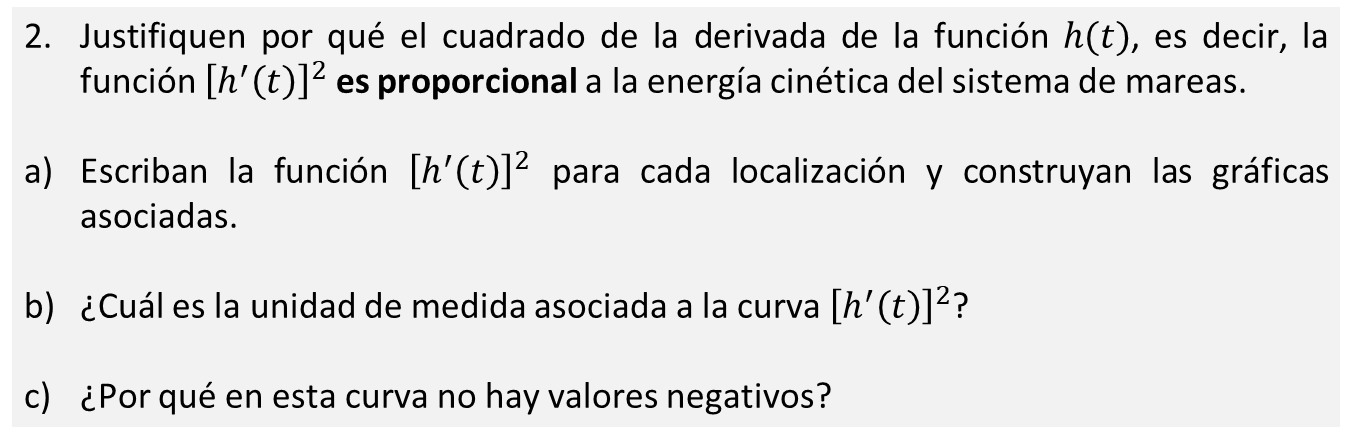 2. Justifiquen por qué el cuadrado de la derivada de la función h(t), es decir, la
función [h′(t)]² es proporcional a la energía cinética del sistema de mareas.
a) Escriban la función [h′(t)]² para cada localización y construyan las gráficas
asociadas.
b) ¿Cuál es la unidad de medida asociada a la curva [h′(t)]²?
c) ¿Por qué en esta curva no hay valores negativos?